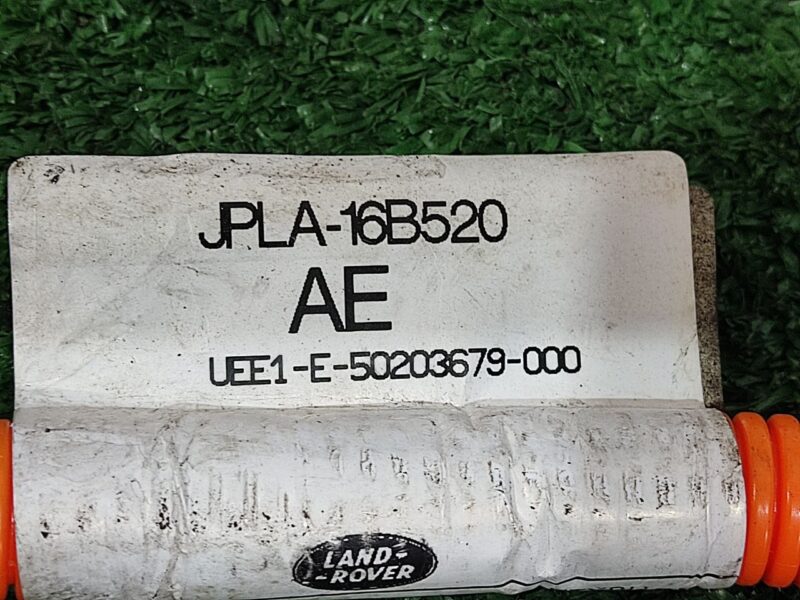 JPLA-16B520
AE
UEE1-E-50203679-000
LAND-
-ROVER